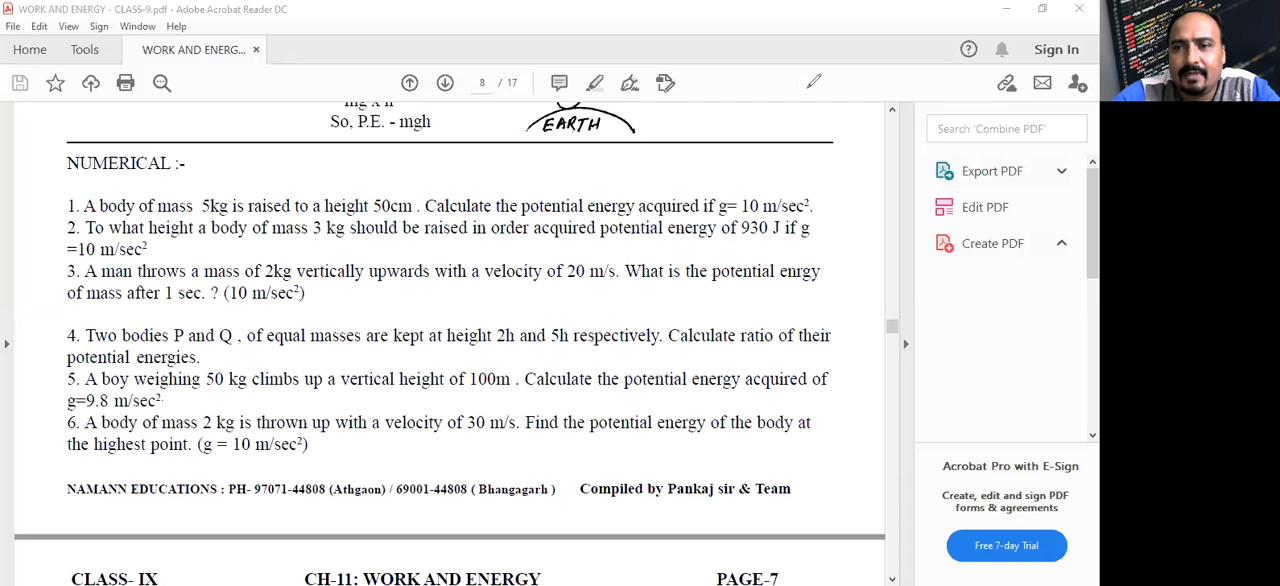 WORK AND ENERGY - CLASS-9.pdf - Adobe Acrobat Reader DC
File Edit View Sign Window Help
Home Tools WORK AND ENERG... × Sign In
8 / 17
mg x h
So, P.E. - mgh
EARTH
NUMERICAL :-
1. A body of mass 5kg is raised to a height 50cm . Calculate the potential energy acquired if g= 10 m/sec².
2. To what height a body of mass 3 kg should be raised in order acquired potential energy of 930 J if g
=10 m/sec²
3. A man throws a mass of 2kg vertically upwards with a velocity of 20 m/s. What is the potential enrgy
of mass after 1 sec. ? (10 m/sec²)
4. Two bodies P and Q , of equal masses are kept at height 2h and 5h respectively. Calculate ratio of their
potential energies.
5. A boy weighing 50 kg climbs up a vertical height of 100m . Calculate the potential energy acquired of
g=9.8 m/sec².
6. A body of mass 2 kg is thrown up with a velocity of 30 m/s. Find the potential energy of the body at
the highest point. (g = 10 m/sec²)
NAMANN EDUCATIONS : PH- 97071-44808 (Athgaon) / 69001-44808 ( Bhangagarh ) Compiled by Pankaj sir & Team
CLASS- IX CH-11: WORK AND ENERGY PAGE-7
Search 'Combine PDF'
Export PDF
Edit PDF
Create PDF
Acrobat Pro with E-Sign
Create, edit and sign PDF
forms & agreements
Free 7-day Trial